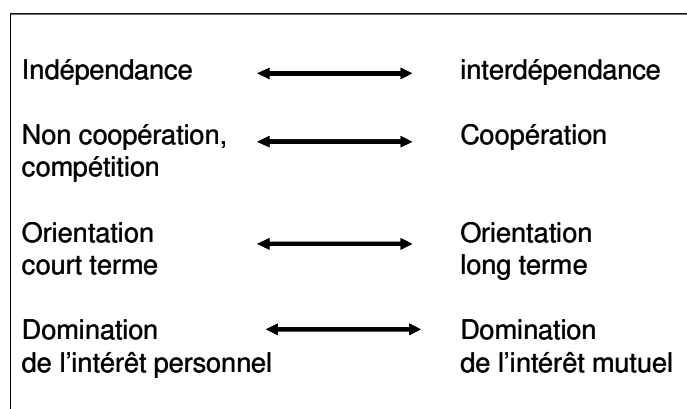 Indépendance interdépendance
Non coopération, Coopération
compétition
Orientation Orientation
court terme long terme
Domination Domination
de l'intérêt personnel de l'intérêt mutuel